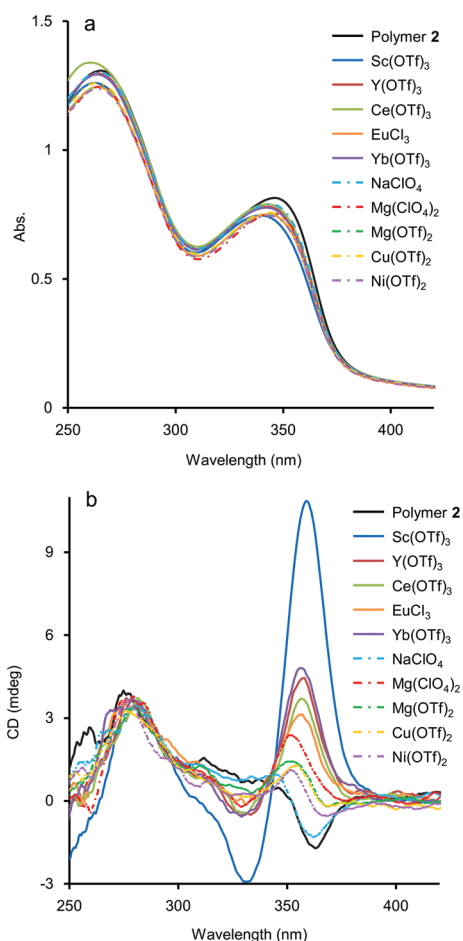 a
1.5
1
0.5
0
Abs.
250
300
350
400
Wavelength (nm)
Polymer 2
Sc(OTf)3
Y(OTf)3
Ce(OTf)3
EuCl3
Yb(OTf)3
NaClO4
Mg(ClO4)2
Mg(OTf)2
Cu(OTf)2
Ni(OTf)2
b
9
6
3
0
-3
CD (mdeg)
250
300
350
400
Wavelength (nm)
Polymer 2
Sc(OTf)3
Y(OTf)3
Ce(OTf)3
EuCl3
Yb(OTf)3
NaClO4
Mg(ClO4)2
Mg(OTf)2
Cu(OTf)2
Ni(OTf)2